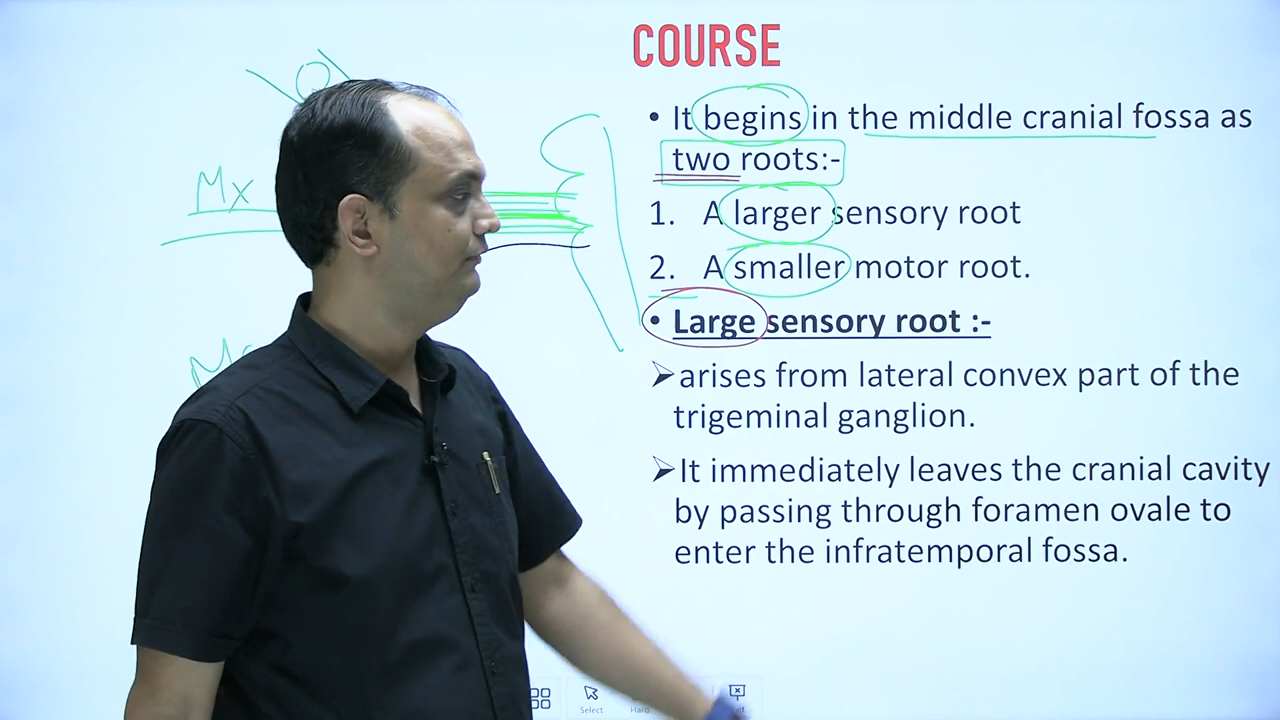 COURSE
• It begins in the middle cranial fossa as
two roots:-
1. A larger sensory root
2. A smaller motor root.
• Large sensory root :-
➢arises from lateral convex part of the
trigeminal ganglion.
➢It immediately leaves the cranial cavity
by passing through foramen ovale to
enter the infratemporal fossa.
Mx
Select